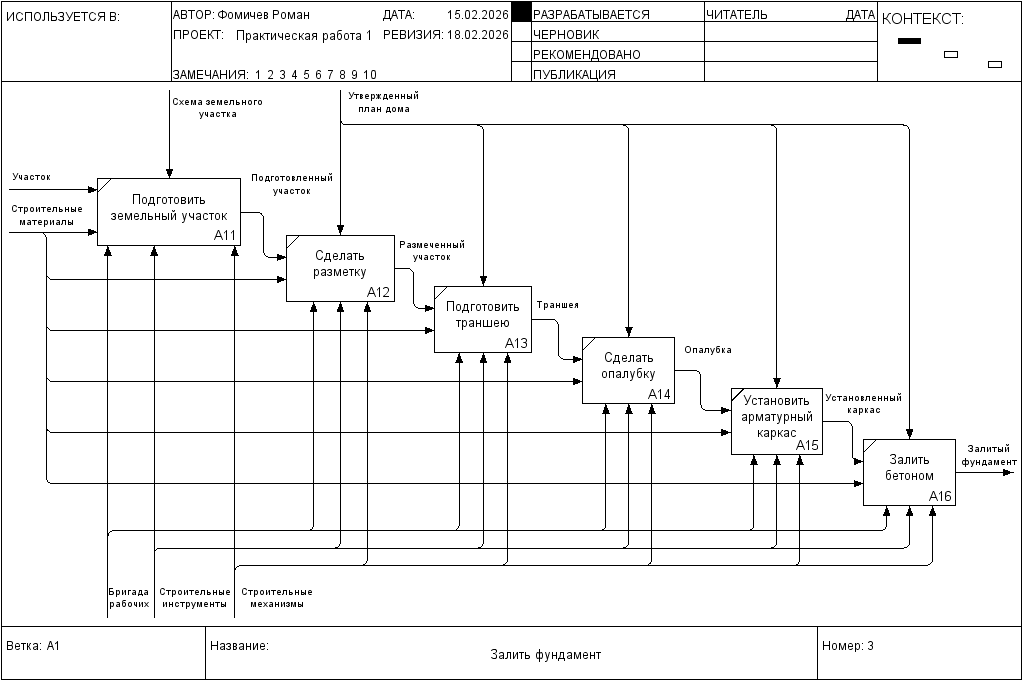 ИСПОЛЬЗУЕТСЯ В:
АВТОР: Фомичев Роман
ДАТА: 15.02.2026
ПРОЕКТ: Практическая работа 1
РЕВИЗИЯ: 18.02.2026
ЗАМЕЧАНИЯ: 1 2 3 4 5 6 7 8 9 10
РАЗРАБАТЫВАЕТСЯ
ЧЕРНОВИК
РЕКОМЕНДОВАНО
ПУБЛИКАЦИЯ
ЧИТАТЕЛЬ
ДАТА
КОНТЕКСТ:
Схема земельного
участка
Утвержденный
план дома
Участок
Строительные
материалы
Подготовить
земельный участок
A11
Подготовленный
участок
Сделать
разметку
A12
Размеченный
участок
Подготовить
траншею
A13
Траншея
Сделать
опалубку
A14
Опалубка
Установить
арматурный
каркас
A15
Установленный
каркас
Залить
бетоном
A16
Залитый
фундамент
Бригада
рабочих
Строительные
инструменты
Строительные
механизмы
Ветка: A1
Название:
Залить фундамент
Номер: 3